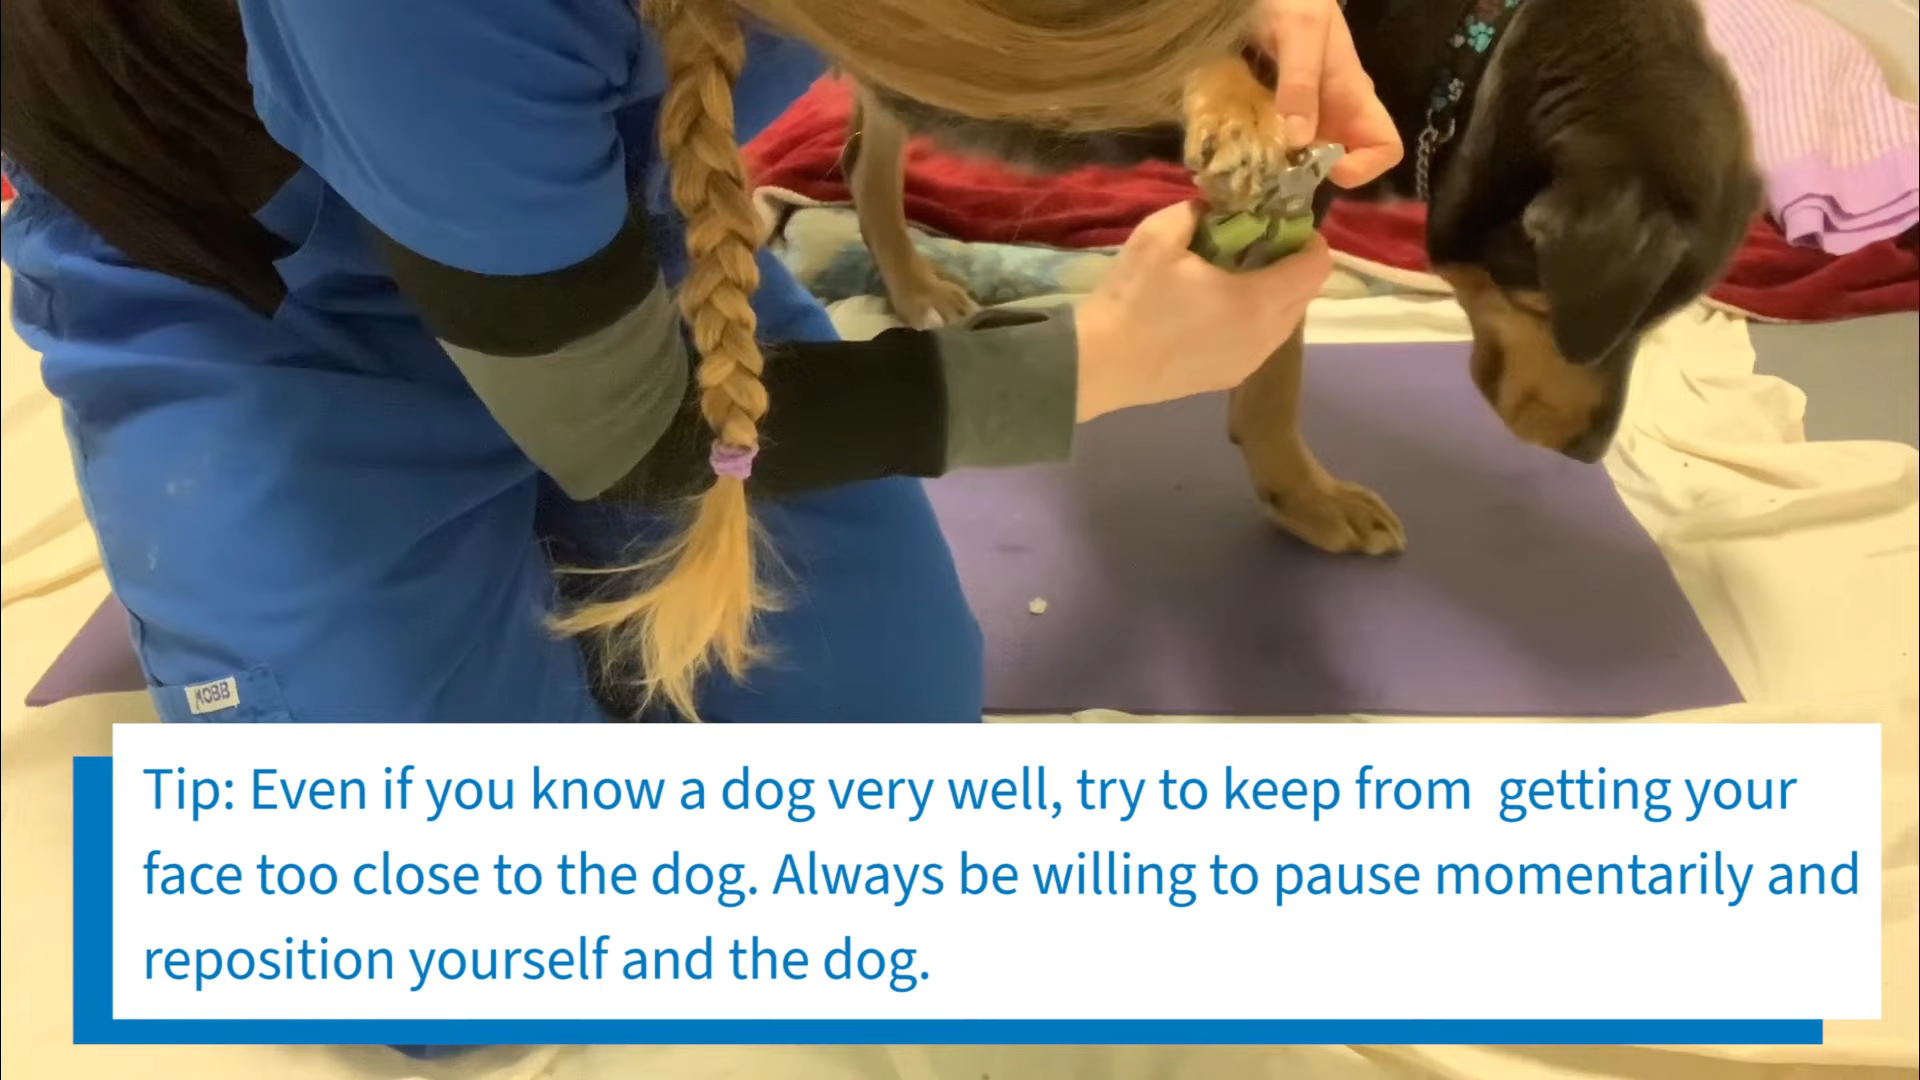 AOBB
Tip: Even if you know a dog very well, try to keep from  getting your
face too close to the dog. Always be willing to pause momentarily and
reposition yourself and the dog.